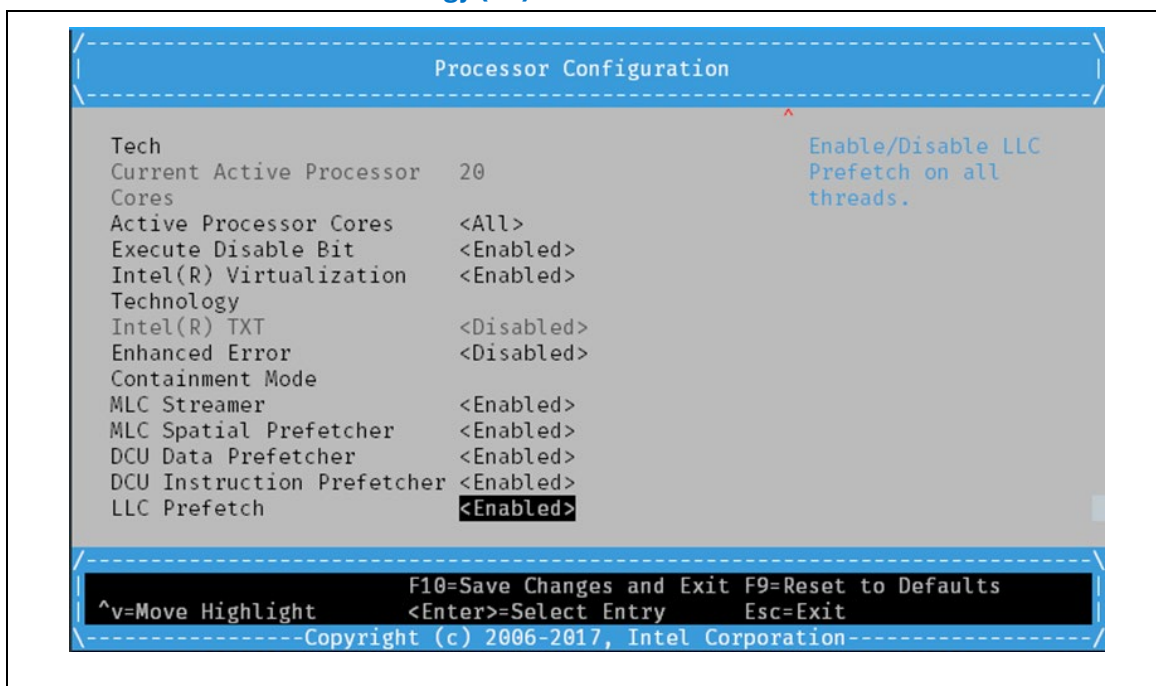 /------------------------------------------------------------------------------\
| Processor Configuration |
\------------------------------------------------------------------------------/
^
Tech Enable/Disable LLC
Current Active Processor 20 Prefetch on all
Cores threads.
Active Processor Cores <All>
Execute Disable Bit <Enabled>
Intel(R) Virtualization <Enabled>
Technology
Intel(R) TXT <Disabled>
Enhanced Error <Disabled>
Containment Mode
MLC Streamer <Enabled>
MLC Spatial Prefetcher <Enabled>
DCU Data Prefetcher <Enabled>
DCU Instruction Prefetcher <Enabled>
LLC Prefetch <Enabled>
/------------------------------------------------------------------------------\
| F10=Save Changes and Exit F9=Reset to Defaults |
| ^v=Move Highlight <Enter>=Select Entry Esc=Exit |
\-----------------Copyright (c) 2006-2017, Intel Corporation-------------------/